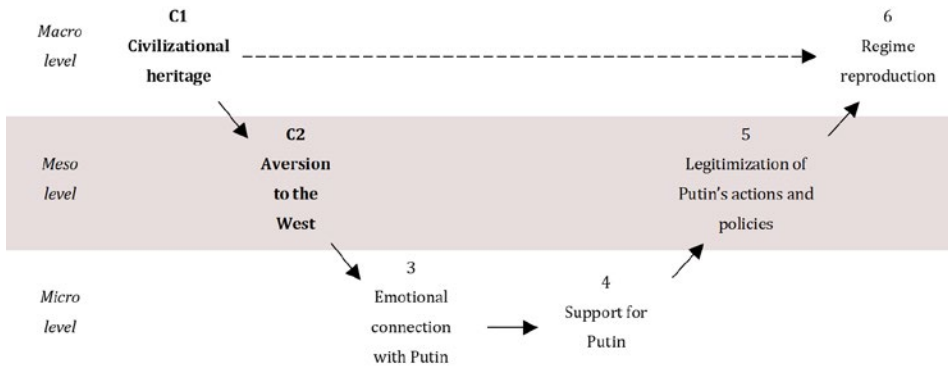 Macro
level
C1
Civilizational
heritage
6
Regime
reproduction
Meso
level
C2
Aversion
to the
West
5
Legitimization of
Putin's actions and
policies
Micro
level
3
Emotional
connection
with Putin
4
Support for
Putin